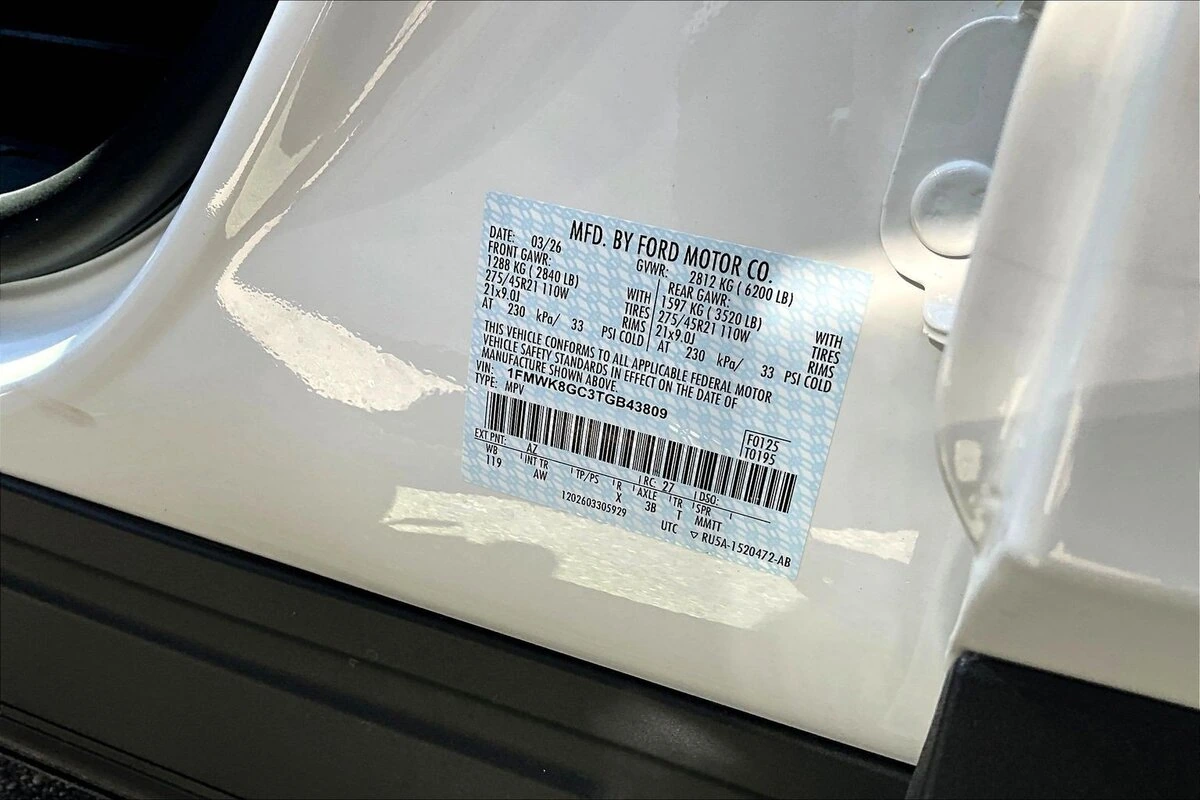 MFD. BY FORD MOTOR CO.
DATE: 03/26 GVWR: 2812 KG ( 6200 LB)
FRONT GAWR: REAR GAWR:
1288 KG ( 2840 LB) WITH 1597 KG ( 3520 LB) WITH
275/45R21 110W TIRES 275/45R21 110W TIRES
21x9.0J RIMS 21x9.0J RIMS
AT 230 kPa/ 33 PSI COLD AT 230 kPa/ 33 PSI COLD
THIS VEHICLE CONFORMS TO ALL APPLICABLE FEDERAL MOTOR
VEHICLE SAFETY STANDARDS IN EFFECT ON THE DATE OF
MANUFACTURE SHOWN ABOVE.
VIN: 1FMWK8GC3TGB43809
TYPE: MPV
F0125
T0195
EXT PNT: AZ RC: 27 DSO:
WB INT TR TP/PS R AXLE TR SPR
119 AW X 3B T MMTT
1202603305929 UTC ▽ RU5A-1520472-AB